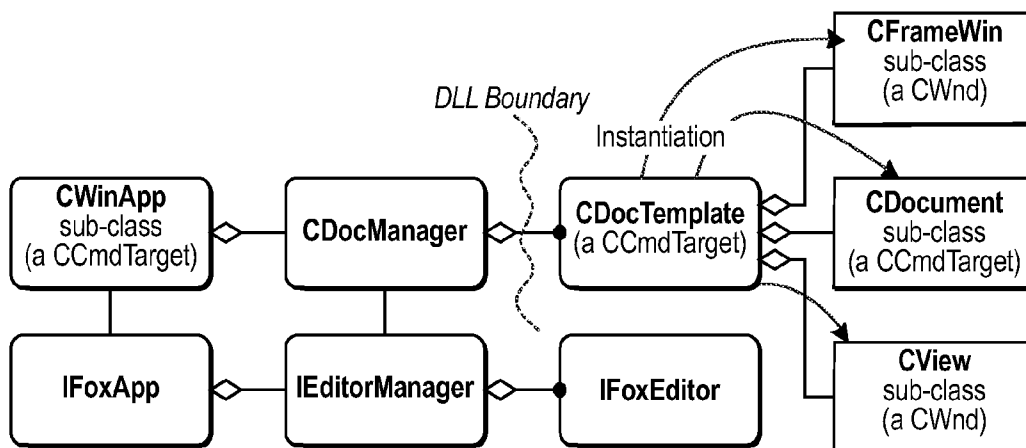 CFrameWin
sub-class
(a CWnd)
DLL Boundary
Instantiation
CWinApp
sub-class
(a CCmdTarget)
CDocManager
CDocTemplate
(a CCmdTarget)
CDocument
sub-class
(a CCmdTarget)
IFoxApp
IEditorManager
IFoxEditor
CView
sub-class
(a CWnd)